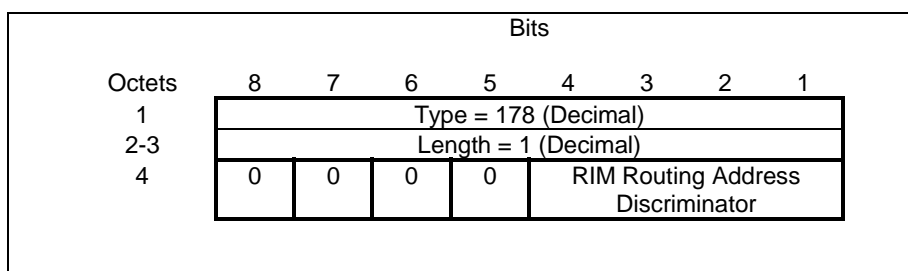 Bits
Octets 8 7 6 5 4 3 2 1
1 Type = 178 (Decimal)
2-3 Length = 1 (Decimal)
4 0 0 0 0 RIM Routing Address
Discriminator